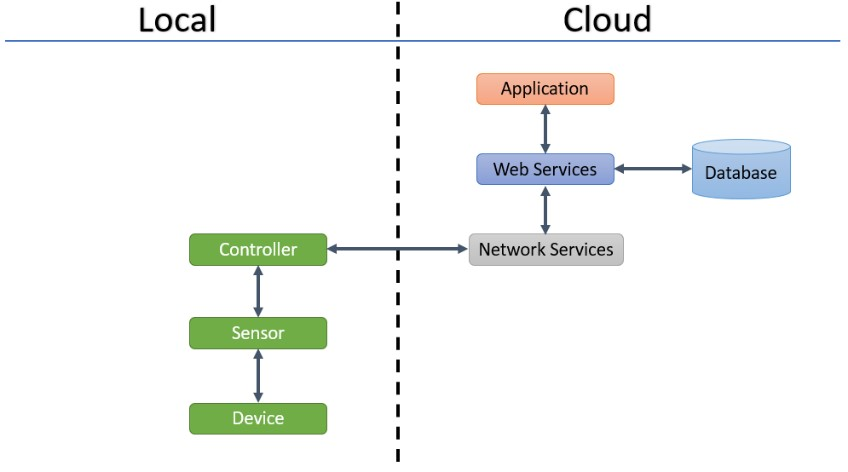 Local
Cloud
Application
Web Services
Database
Controller
Network Services
Sensor
Device